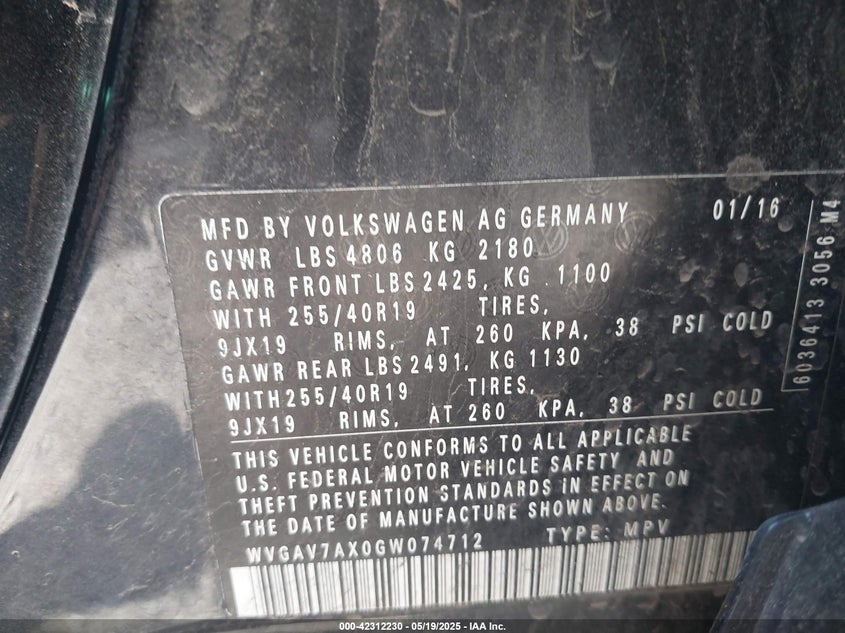 MFD BY VOLKSWAGEN AG GERMANY 01/16
GVWR LBS 4806 KG 2180
GAWR FRONT LBS 2425, KG 1100
WITH 255/40R19 TIRES,
9JX19 RIMS, AT 260 KPA, 38 PSI COLD
GAWR REAR LBS 2491, KG 1130
WITH 255/40R19 TIRES,
9JX19 RIMS, AT 260 KPA, 38 PSI COLD
THIS VEHICLE CONFORMS TO ALL APPLICABLE
U.S. FEDERAL MOTOR VEHICLE SAFETY AND
THEFT PREVENTION STANDARDS IN EFFECT ON
THE DATE OF MANUFACTURE SHOWN ABOVE.
WVGAV7AX0GW074712 TYPE: MPV
6036413 3056 M4
000-42312230 - 05/19/2025 - IAA Inc.